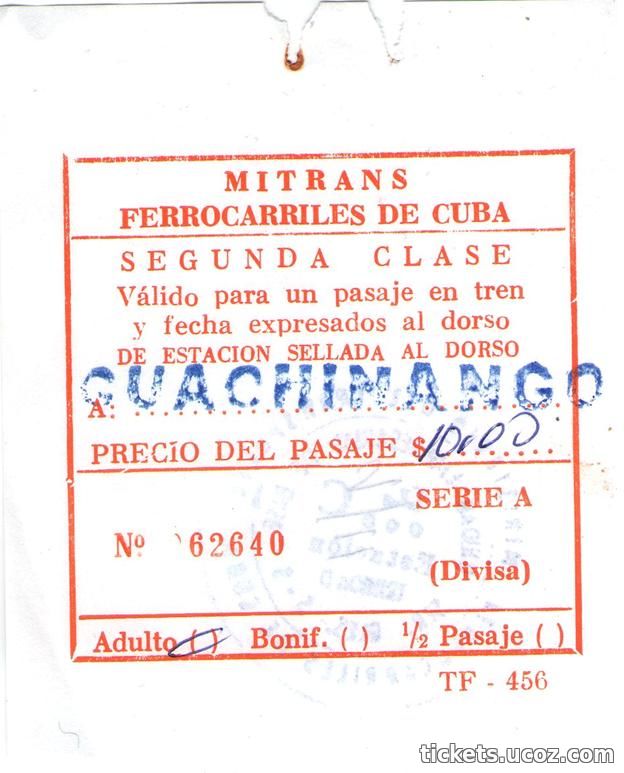 MITRANS
FERROCARRILES DE CUBA
SEGUNDA CLASE
Válido para un pasaje en tren
y fecha expresados al dorso
DE ESTACION SELLADA AL DORSO
GUACHINANGO
A:
PRECIO DEL PASAJE $10.00
SERIE A
Nº 62640
(Divisa)
Adulto ( ) Bonif. ( ) 1/2 Pasaje ( )
TF - 456
tickets.ucoz.com